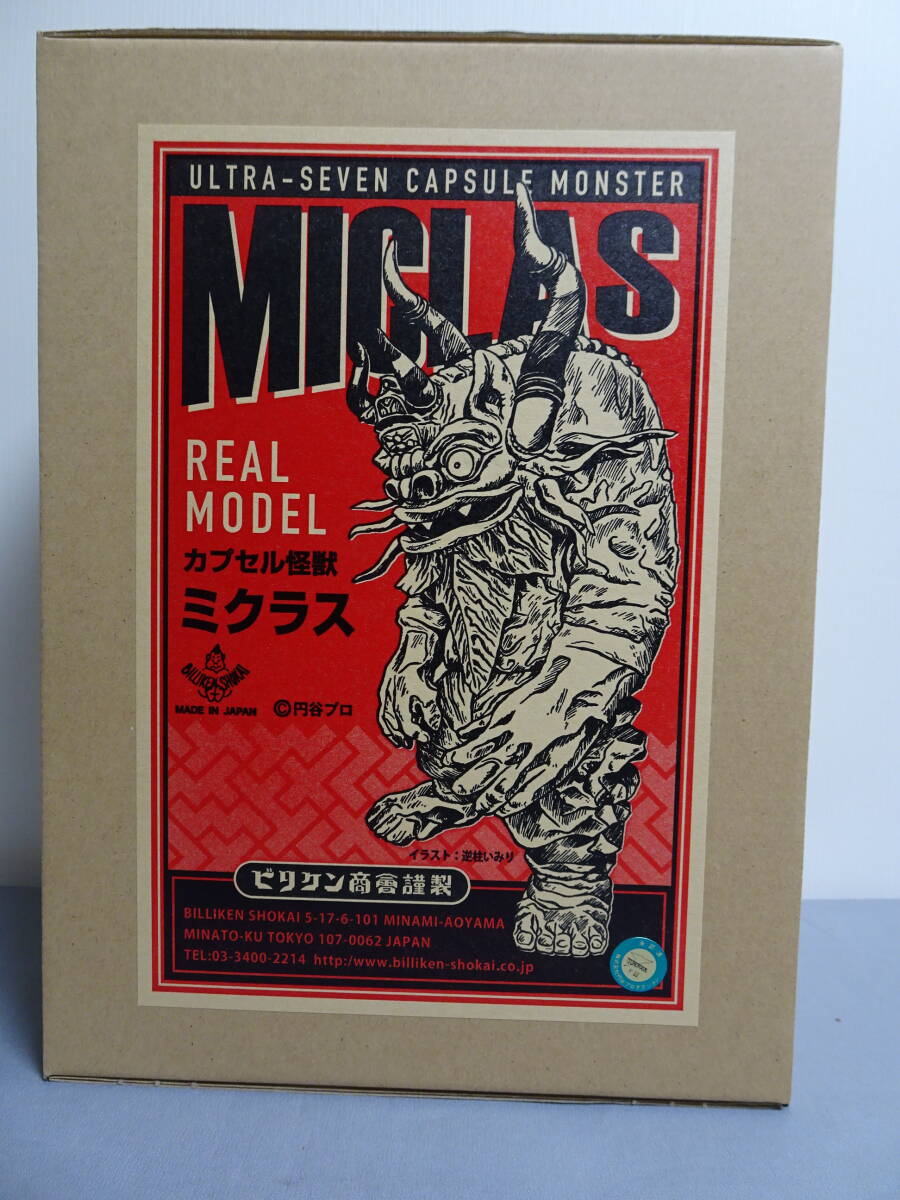 ULTRA-SEVEN CAPSULE MONSTER
MIGLAS
REAL
MODEL
カプセル怪獣
ミクラス
BILLIKEN SHOKAI
MADE IN JAPAN
©円谷プロ
イラスト:逆柱いみり
ビリケン商會謹製
BILLIKEN SHOKAI 5-17-6-101 MINAMI-AOYAMA
MINATO-KU TOKYO 107-0062 JAPAN
TEL:03-3400-2214 http:/www.billiken-shokai.co.jp